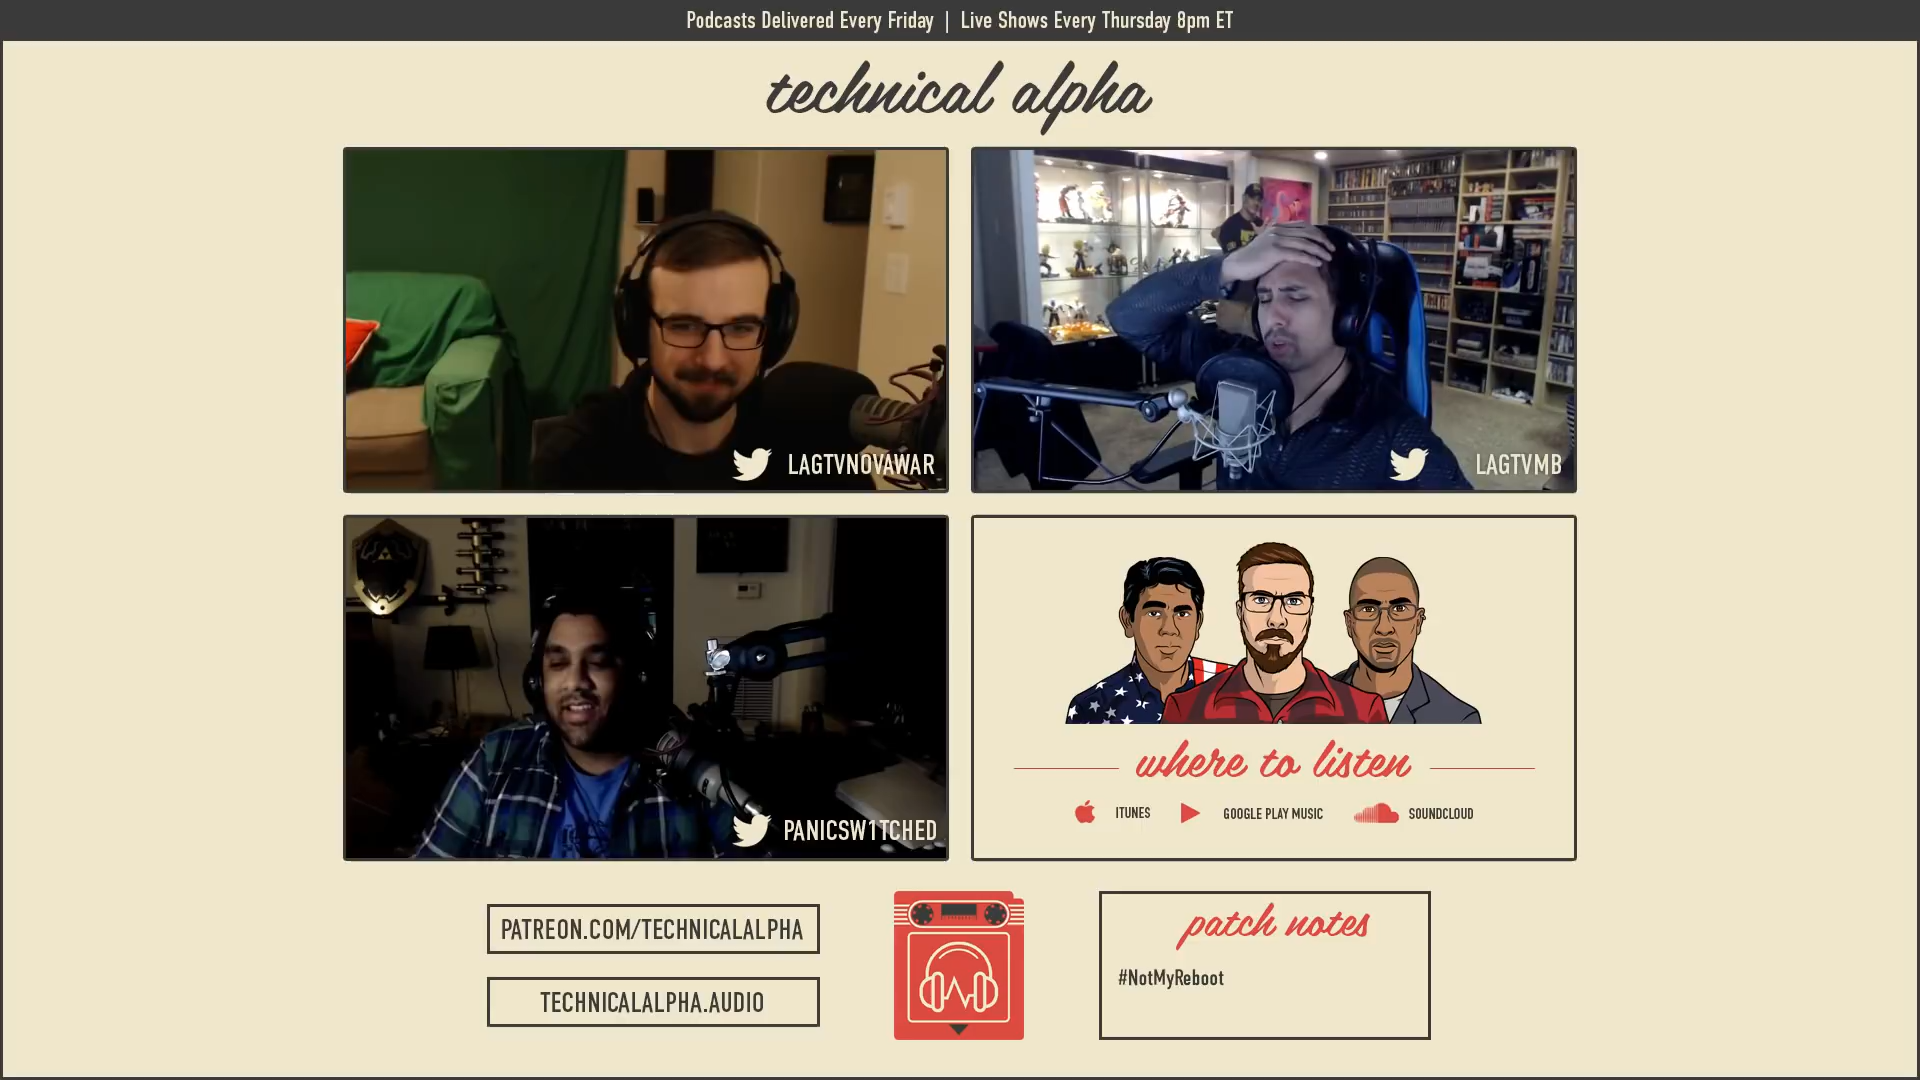 Podcasts Delivered Every Friday | Live Shows Every Thursday 8pm ET
technical alpha
LAGTVNOVAWAR
LAGTVMB
PANICSW1TCHED
where to listen
ITUNES
GOOGLE PLAY MUSIC
SOUNDCLOUD
PATREON.COM/TECHNICALALPHA
TECHNICALALPHA.AUDIO
patch notes
#NotMyReboot